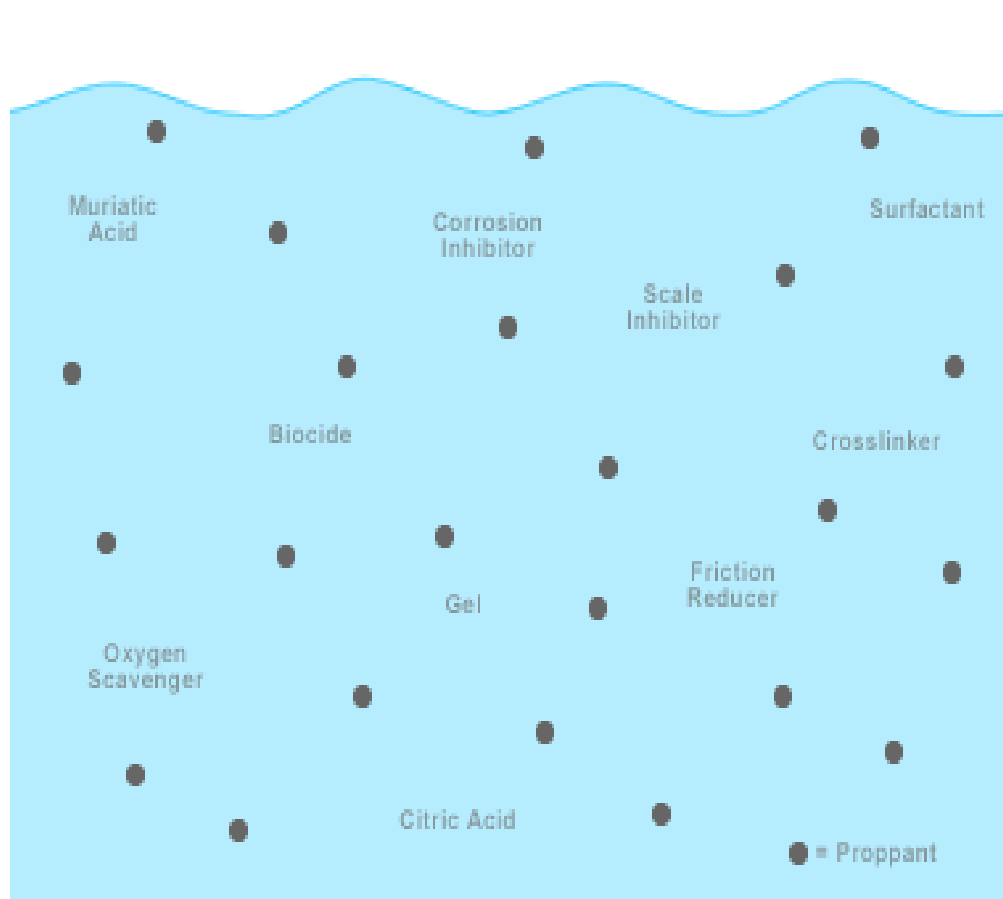 Muriatic
Acid
Corrosion
Inhibitor
Surfactant
Scale
Inhibitor
Biocide
Crosslinker
Friction
Reducer
Gel
Oxygen
Scavenger
Citric Acid
= Proppant